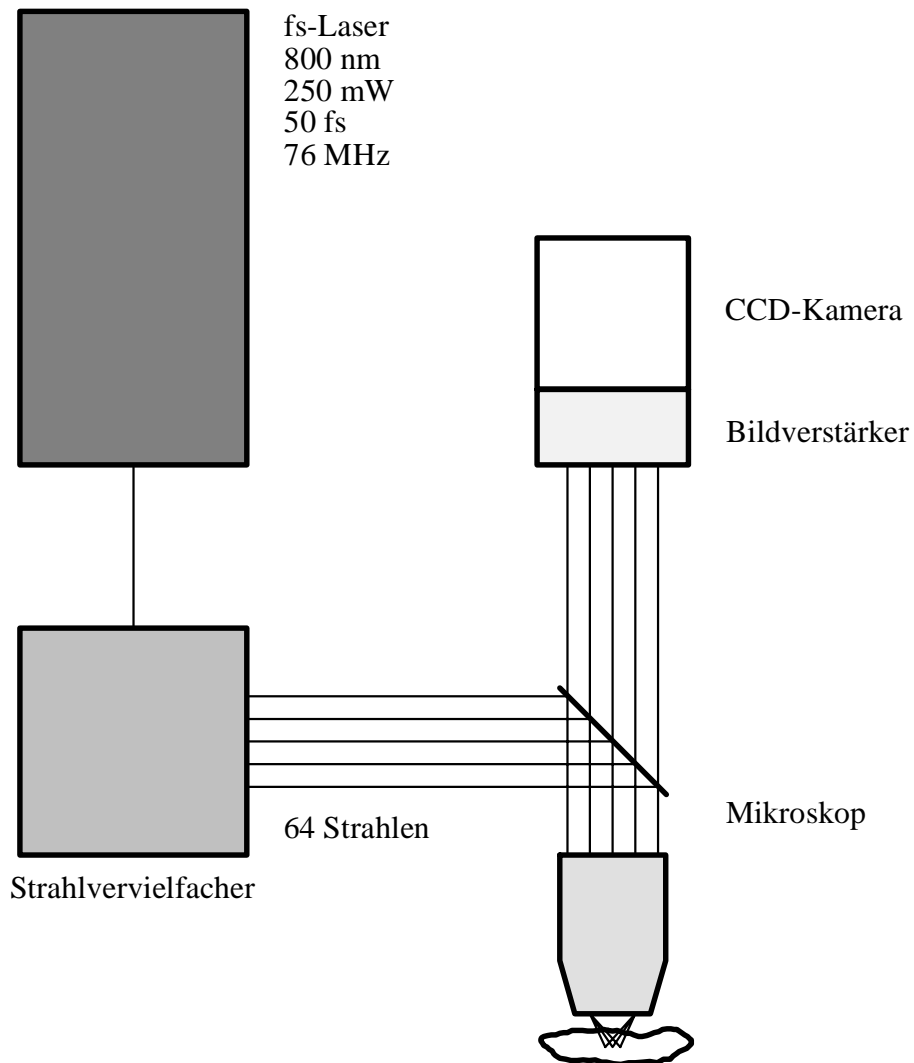 fs-Laser
800 nm
250 mW
50 fs
76 MHz
CCD-Kamera
Bildverstärker
Mikroskop
64 Strahlen
Strahlvervielfacher